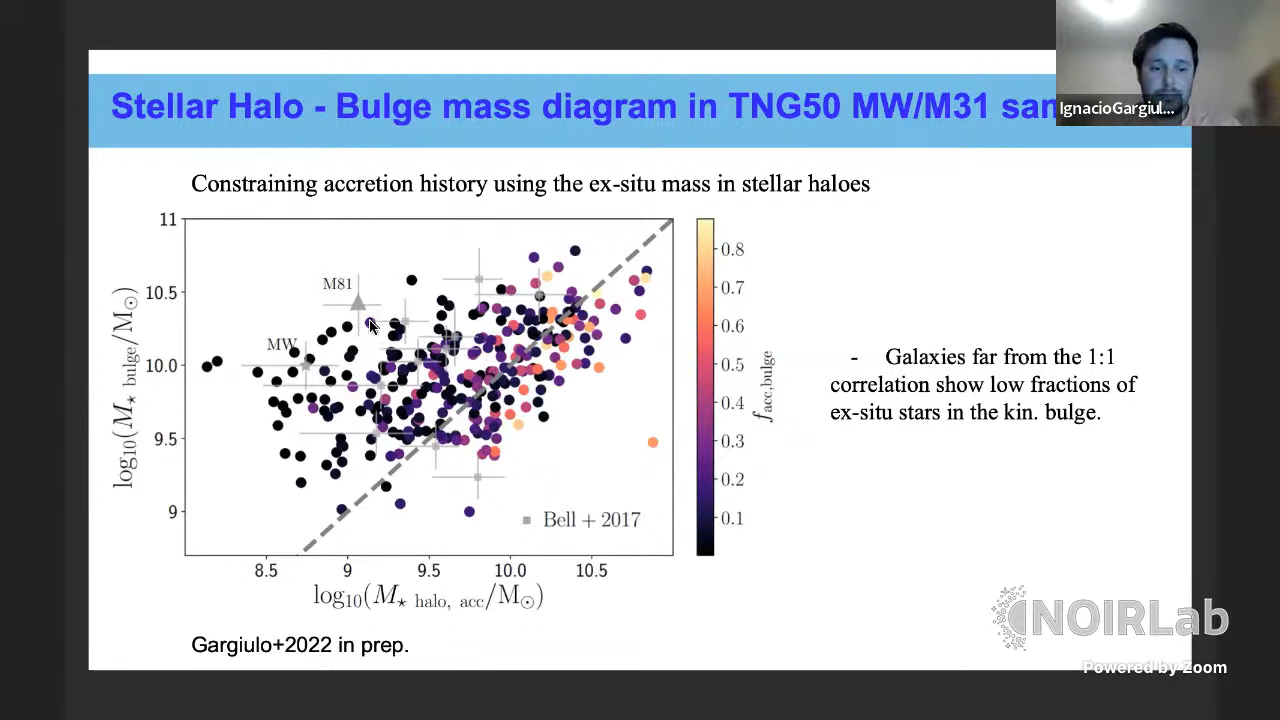 Stellar Halo - Bulge mass diagram in TNG50 MW/M31 sam
IgnacioGargiul...
Constraining accretion history using the ex-situ mass in stellar haloes
11
10.5
10.0
9.5
9
log₁₀(M⋆ bulge/M⊙)
M81
MW
Bell + 2017
8.5 9 9.5 10.0 10.5
log₁₀(M⋆ halo, acc/M⊙)
0.8
0.7
0.6
0.5
0.4
0.3
0.2
0.1
f acc,bulge
- Galaxies far from the 1:1
correlation show low fractions of
ex-situ stars in the kin. bulge.
Gargiulo+2022 in prep.
NOIRLab
Powered by Zoom